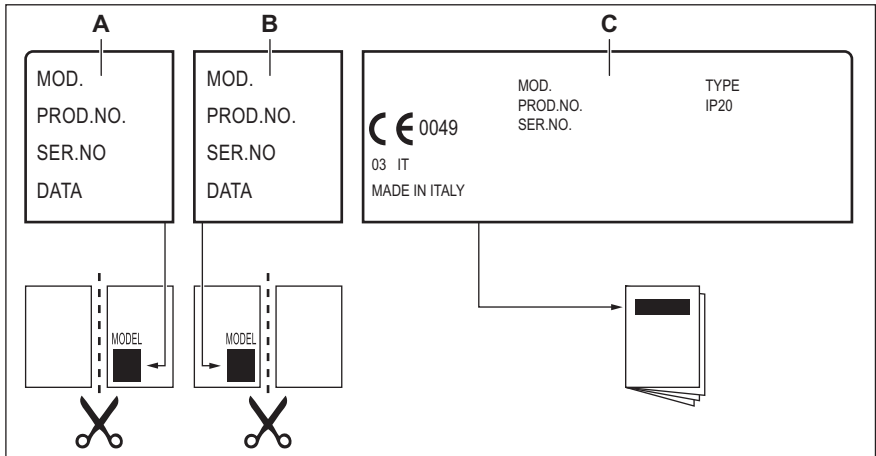 A
B
C
MOD.
PROD.NO.
SER.NO
DATA
MOD.
PROD.NO.
SER.NO
DATA
MOD.
PROD.NO.
SER.NO.
TYPE
IP20
CE 0049
03 IT
MADE IN ITALY
MODEL
MODEL